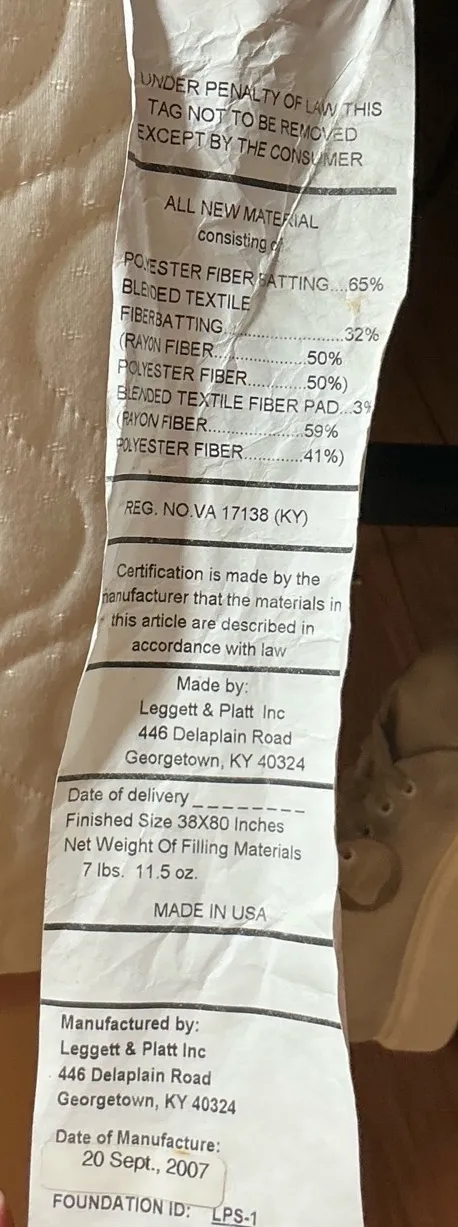 UNDER PENALTY OF LAW THIS
TAG NOT TO BE REMOVED
EXCEPT BY THE CONSUMER
ALL NEW MATERIAL
consisting of
POLYESTER FIBER BATTING....65%
BLENDED TEXTILE
FIBERBATTING......................32%
(RAYON FIBER..................50%
POLYESTER FIBER............50%)
BLENDED TEXTILE FIBER PAD...3%
(RAYON FIBER..................59%
POLYESTER FIBER............41%)
REG. NO.VA 17138 (KY)
Certification is made by the
manufacturer that the materials in
this article are described in
accordance with law
Made by:
Leggett & Platt Inc
446 Delaplain Road
Georgetown, KY 40324
Date of delivery _ _ _ _ _ _ _ _ _
Finished Size 38X80 Inches
Net Weight Of Filling Materials
7 lbs. 11.5 oz.
MADE IN USA
Manufactured by:
Leggett & Platt Inc
446 Delaplain Road
Georgetown, KY 40324
Date of Manufacture:
20 Sept., 2007
FOUNDATION ID: LPS-1